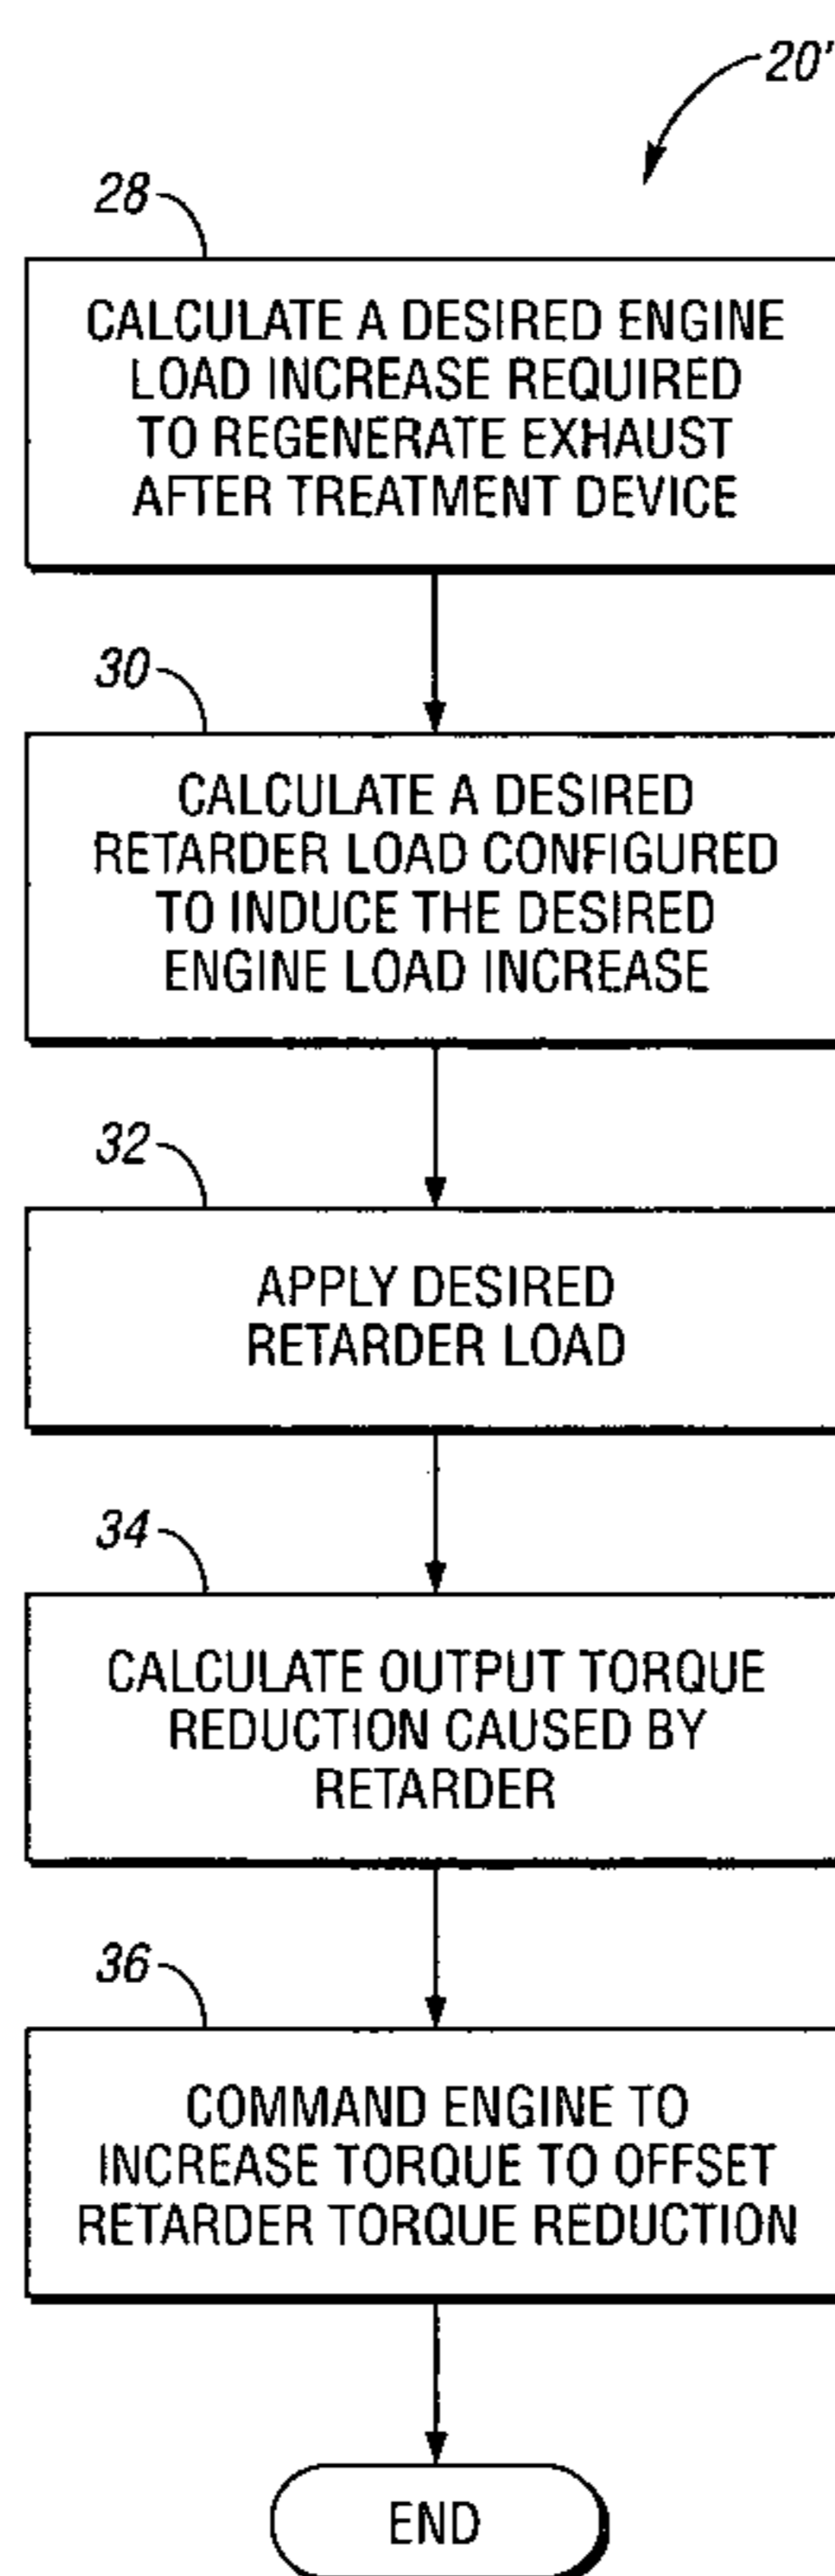 20'
28
CALCULATE A DESIRED ENGINE
LOAD INCREASE REQUIRED
TO REGENERATE EXHAUST
AFTER TREATMENT DEVICE
30
CALCULATE A DESIRED
RETARDER LOAD CONFIGURED
TO INDUCE THE DESIRED
ENGINE LOAD INCREASE
32
APPLY DESIRED
RETARDER LOAD
34
CALCULATE OUTPUT TORQUE
REDUCTION CAUSED BY
RETARDER
36
COMMAND ENGINE TO
INCREASE TORQUE TO OFFSET
RETARDER TORQUE REDUCTION
END